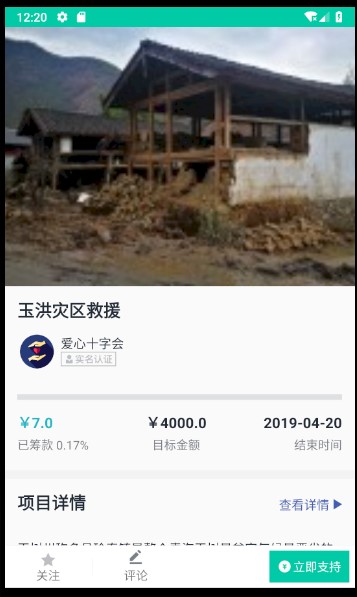 12:20
玉洪灾区救援
爱心十字会
实名认证
￥7.0 ￥4000.0 2019-04-20
已筹款 0.17% 目标金额 结束时间
项目详情 查看详情
关注 评论 立即支持